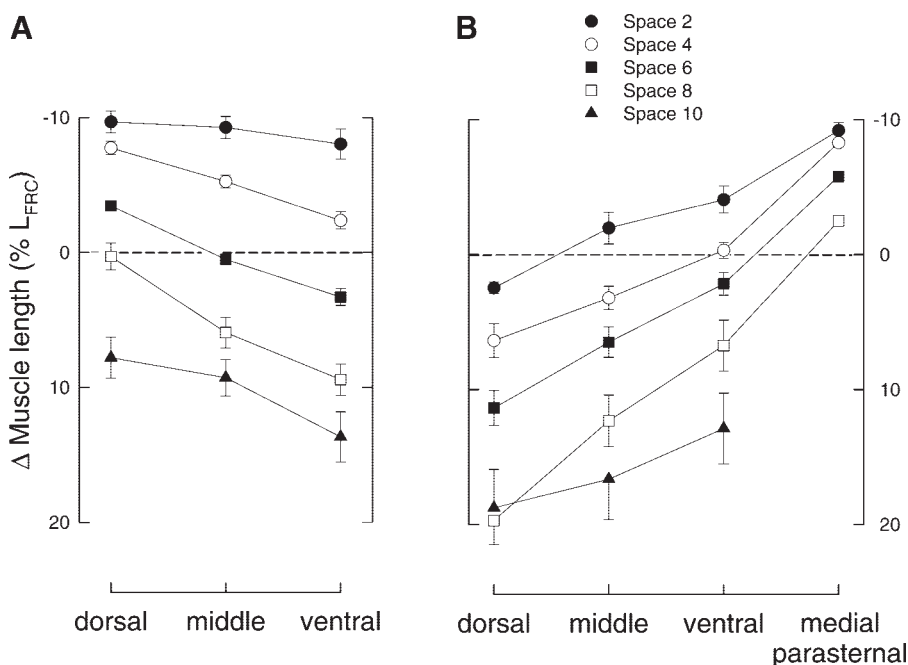 A
B
Space 2
Space 4
Space 6
Space 8
Space 10
Δ Muscle length (% L_FRC)
-10
0
10
20
-10
0
10
20
dorsal middle ventral
dorsal middle ventral medial
parasternal